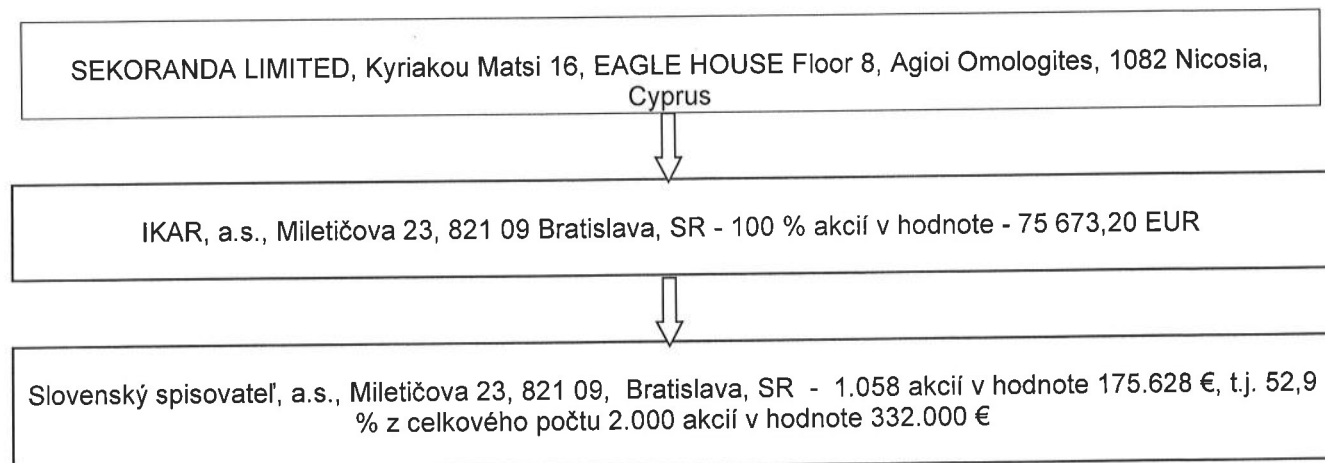 SEKORANDA LIMITED, Kyriakou Matsi 16, EAGLE HOUSE Floor 8, Agioi Omologites, 1082 Nicosia,
Cyprus
IKAR, a.s., Miletičova 23, 821 09 Bratislava, SR - 100 % akcií v hodnote - 75 673,20 EUR
Slovenský spisovateľ, a.s., Miletičova 23, 821 09, Bratislava, SR - 1.058 akcií v hodnote 175.628 €, t.j. 52,9
% z celkového počtu 2.000 akcií v hodnote 332.000 €